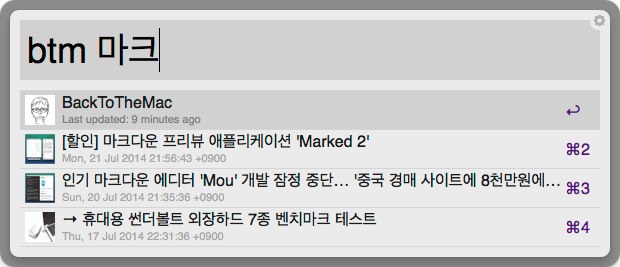 btm 마크
BackToTheMac
Last updated: 9 minutes ago
↩
[할인] 마크다운 프리뷰 애플리케이션 'Marked 2'
Mon, 21 Jul 2014 21:56:43 +0900
⌘2
인기 마크다운 에디터 'Mou' 개발 잠정 중단... '중국 경매 사이트에 8천만원에...
Sun, 20 Jul 2014 21:35:36 +0900
⌘3
→ 휴대용 썬더볼트 외장하드 7종 벤치마크 테스트
Thu, 17 Jul 2014 22:31:36 +0900
⌘4